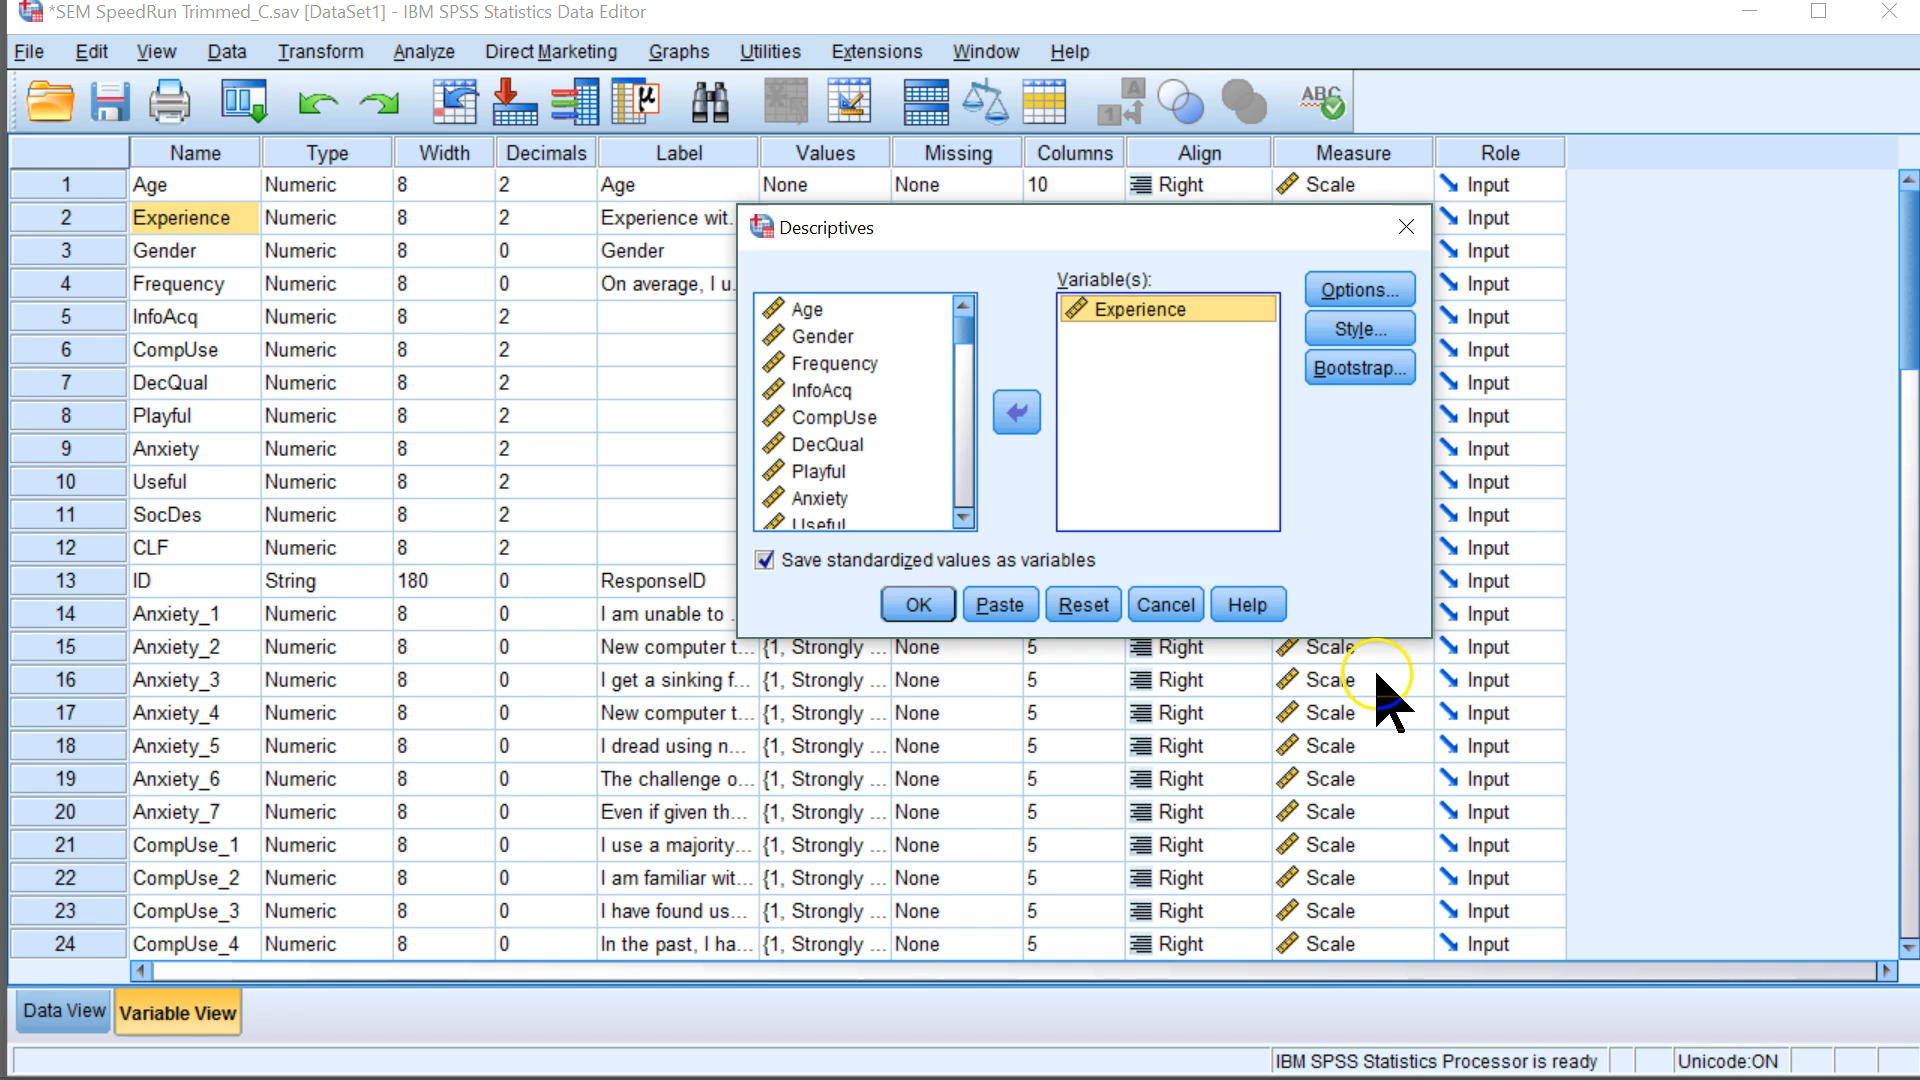 *SEM SpeedRun Trimmed_C.sav [DataSet1] - IBM SPSS Statistics Data Editor
File Edit View Data Transform Analyze Direct Marketing Graphs Utilities Extensions Window Help
μ A 1 ABC
Name Type Width Decimals Label Values Missing Columns Align Measure Role
1 Age Numeric 8 2 Age None None 10 Right Scale Input
2 Experience Numeric 8 2 Experience wit... Input
3 Gender Numeric 8 0 Gender Input
4 Frequency Numeric 8 0 On average, I u... Input
5 InfoAcq Numeric 8 2 Input
6 CompUse Numeric 8 2 Input
7 DecQual Numeric 8 2 Input
8 Playful Numeric 8 2 Input
9 Anxiety Numeric 8 2 Input
10 Useful Numeric 8 2 Input
11 SocDes Numeric 8 2 Input
12 CLF Numeric 8 2 Input
13 ID String 180 0 ResponseID Input
14 Anxiety_1 Numeric 8 0 I am unable to ... Input
15 Anxiety_2 Numeric 8 0 New computer t... {1, Strongly ... None 5 Right Scale Input
16 Anxiety_3 Numeric 8 0 I get a sinking f... {1, Strongly ... None 5 Right Scale Input
17 Anxiety_4 Numeric 8 0 New computer t... {1, Strongly ... None 5 Right Scale Input
18 Anxiety_5 Numeric 8 0 I dread using n... {1, Strongly ... None 5 Right Scale Input
19 Anxiety_6 Numeric 8 0 The challenge o... {1, Strongly ... None 5 Right Scale Input
20 Anxiety_7 Numeric 8 0 Even if given th... {1, Strongly ... None 5 Right Scale Input
21 CompUse_1 Numeric 8 0 I use a majority... {1, Strongly ... None 5 Right Scale Input
22 CompUse_2 Numeric 8 0 I am familiar wit... {1, Strongly ... None 5 Right Scale Input
23 CompUse_3 Numeric 8 0 I have found us... {1, Strongly ... None 5 Right Scale Input
24 CompUse_4 Numeric 8 0 In the past, I ha... {1, Strongly ... None 5 Right Scale Input
Descriptives
Variable(s):
Age
Gender
Frequency
InfoAcq
CompUse
DecQual
Playful
Anxiety
Useful
Experience
Options...
Style...
Bootstrap...
Save standardized values as variables
OK Paste Reset Cancel Help
Data View Variable View
IBM SPSS Statistics Processor is ready Unicode:ON